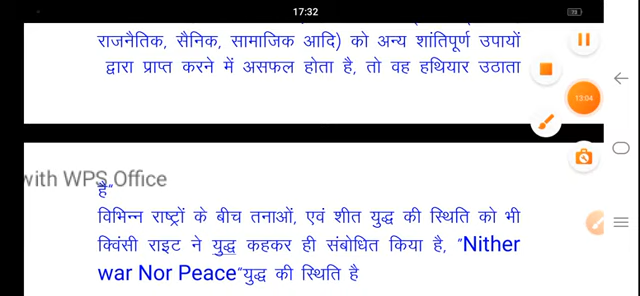 17:32
राजनैतिक, सैनिक, सामाजिक आदि) को अन्य शांतिपूर्ण उपायों
द्वारा प्राप्त करने में असफल होता है, तो वह हथियार उठाता
13:04
with WPS Office
है"
विभिन्न राष्ट्रों के बीच तनाओं, एवं शीत युद्ध की स्थिति को भी
क्विंसी राइट ने युद्ध कहकर ही संबोधित किया है, "Nither
war Nor Peace"युद्ध की स्थिति है